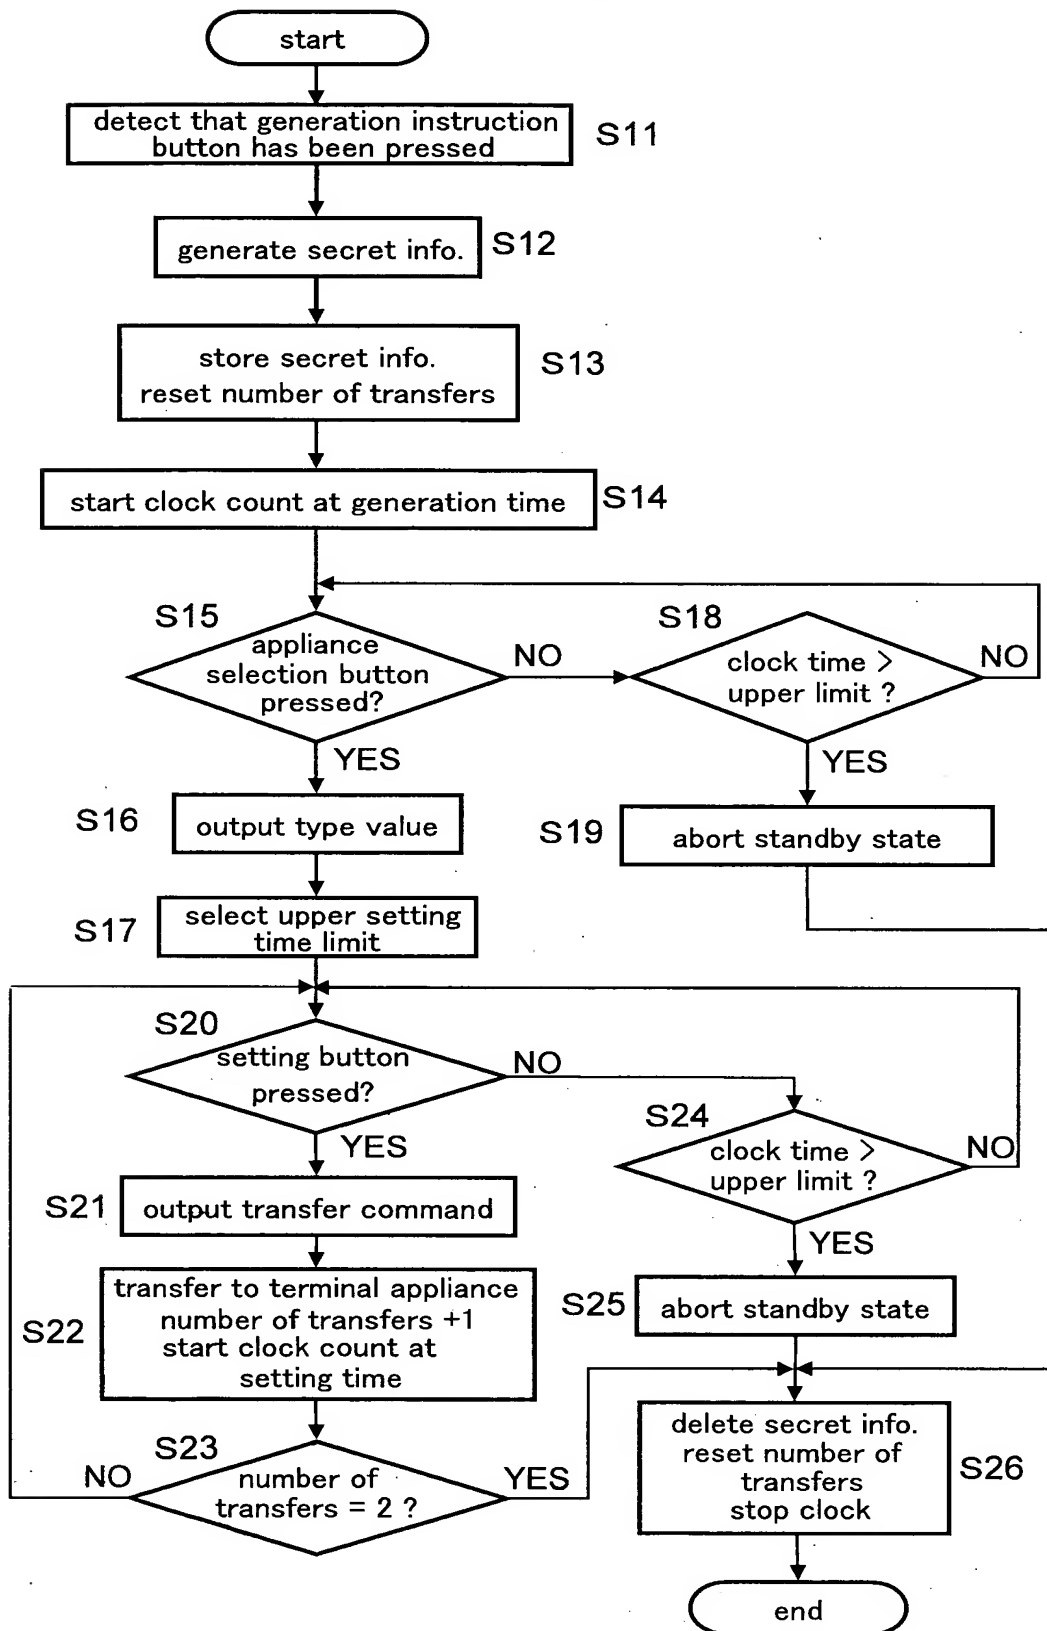 start
detect that generation instruction
button has been pressed
S11
generate secret info.
S12
store secret info.
reset number of transfers
S13
start clock count at generation time
S14
S15
appliance
selection button
pressed?
NO
YES
S18
clock time >
upper limit ?
NO
YES
S16
output type value
S19
abort standby state
S17
select upper setting
time limit
S20
setting button
pressed?
NO
YES
S24
clock time >
upper limit ?
NO
YES
S21
output transfer command
S22
transfer to terminal appliance
number of transfers +1
start clock count at
setting time
S25
abort standby state
S23
number of
transfers = 2 ?
NO
YES
delete secret info.
reset number of
transfers
stop clock
S26
end